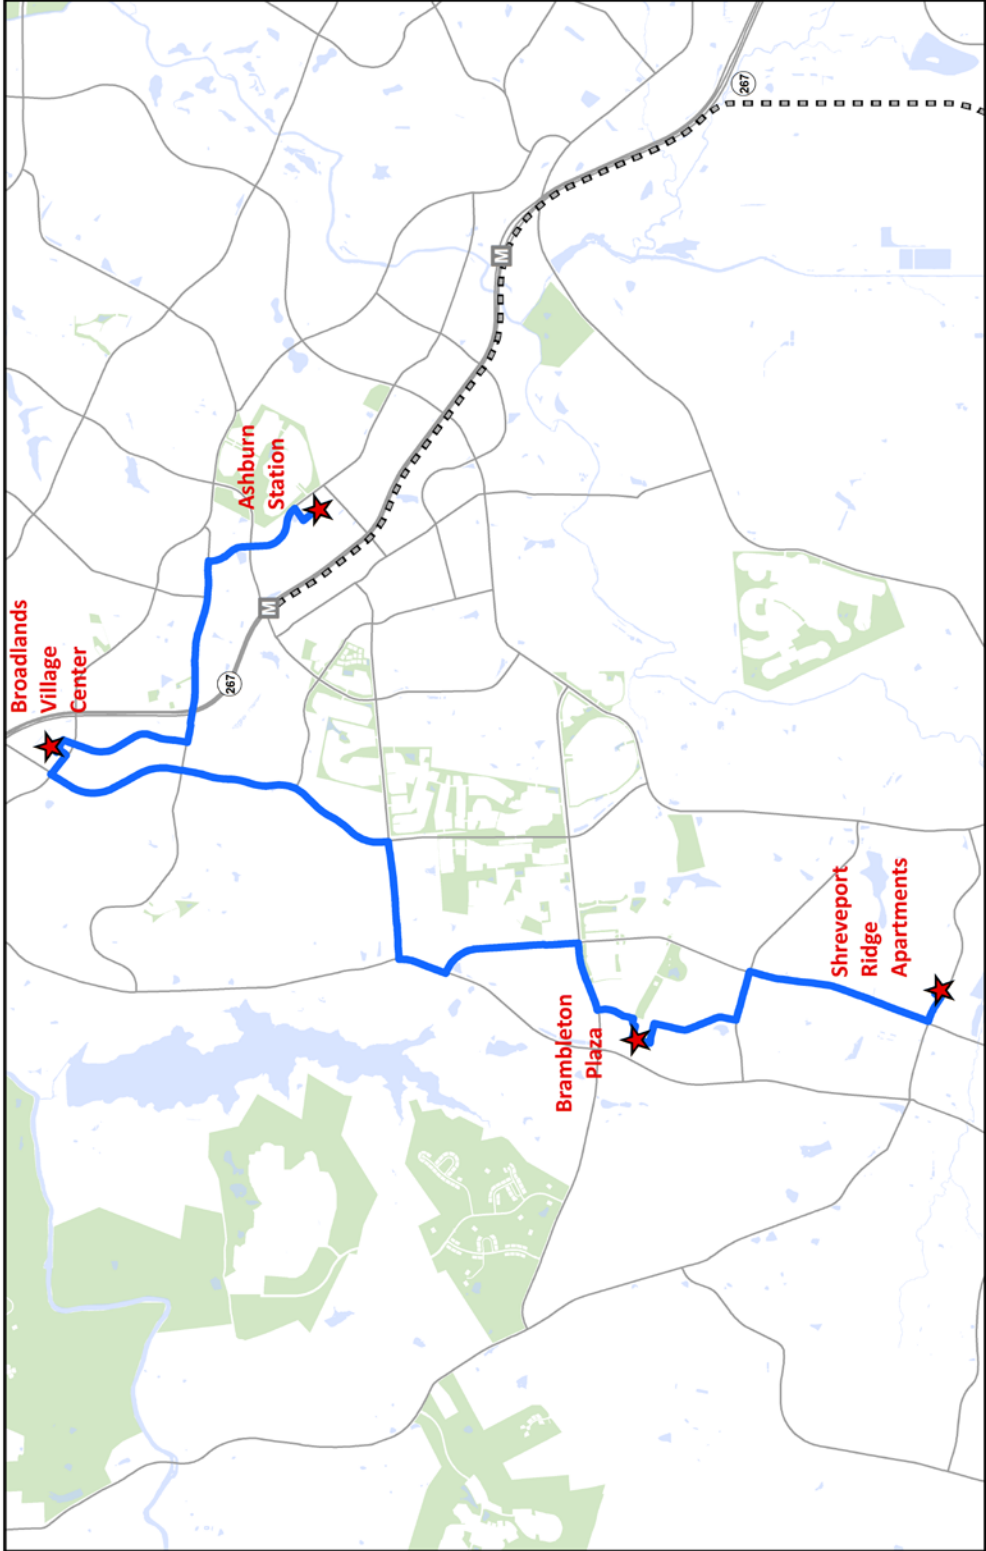 Broadlands
Village
Center
Ashburn
Station
267
M
M
267
Brambleton
Plaza
Shreveport
Ridge
Apartments